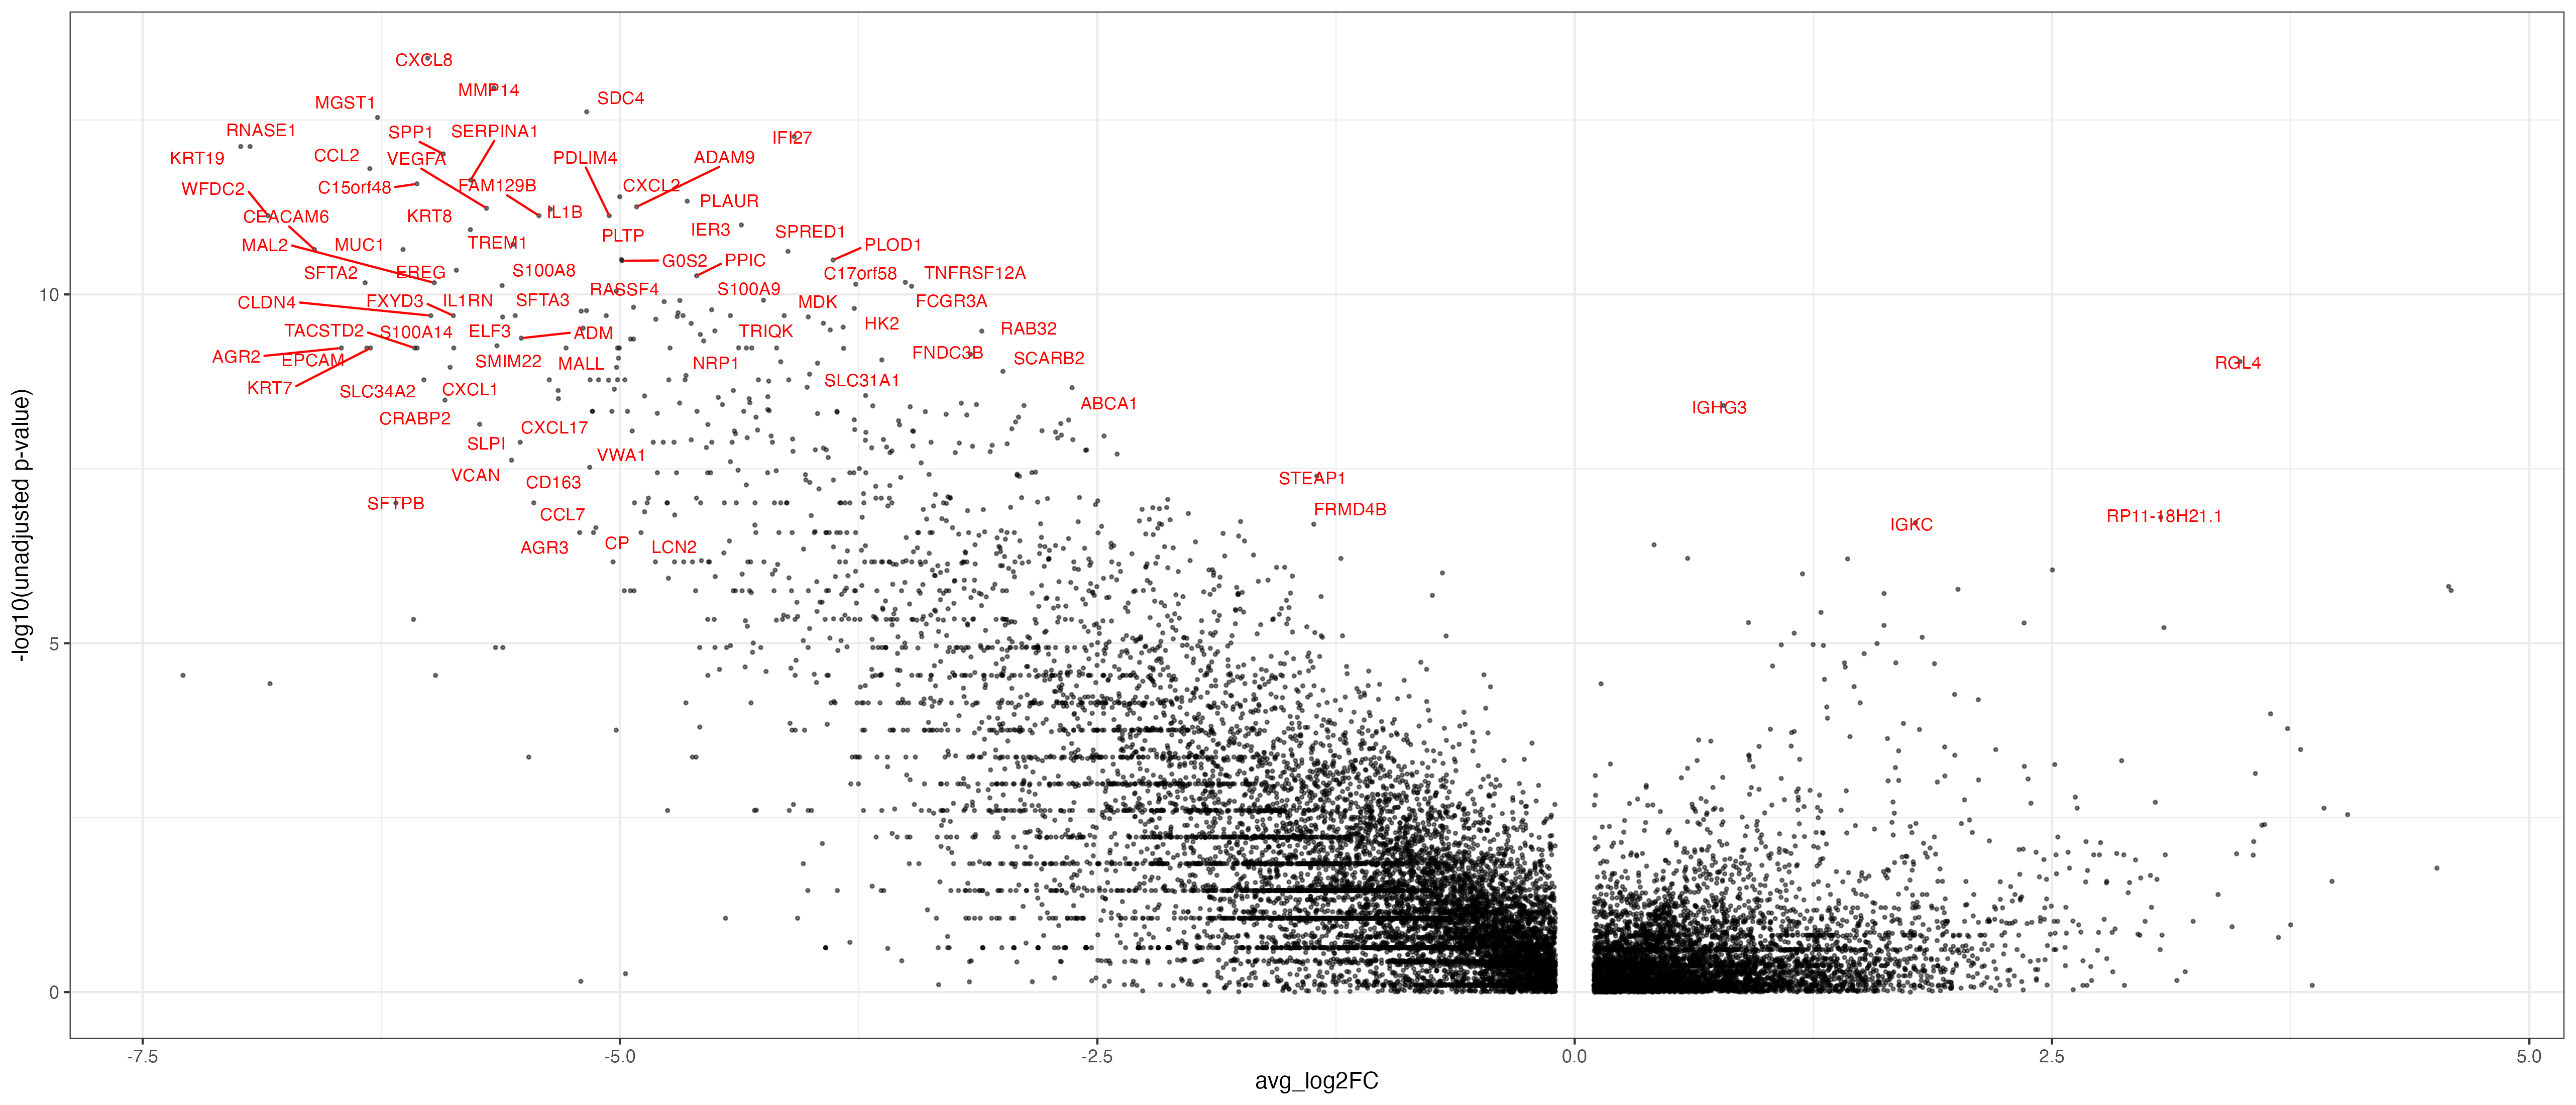 CXCL8
MMP14
SDC4
MGST1
RNASE1
SPP1
SERPINA1
IFI27
KRT19
CCL2
VEGFA
PDLIM4
ADAM9
WFDC2
C15orf48
FAM129B
CXCL2
PLAUR
CEACAM6
KRT8
IL1B
IER3
SPRED1
PLTP
MAL2
MUC1
TREM1
PLOD1
G0S2
PPIC
SFTA2
EREG
S100A8
C17orf58
TNFRSF12A
RASSF4
S100A9
CLDN4
FXYD3
IL1RN
SFTA3
MDK
FCGR3A
TACSTD2
S100A14
ELF3
ADM
TRIQK
HK2
RAB32
AGR2
EPCAM
SMIM22
MALL
NRP1
FNDC3B
SCARB2
RGL4
KRT7
SLC34A2
CXCL1
SLC31A1
ABCA1
IGHG3
CRABP2
CXCL17
SLPI
VWA1
VCAN
CD163
STEAP1
SFTPB
CCL7
FRMD4B
IGKC
RP11-18H21.1
AGR3
CP
LCN2
10
5
0
-log10(unadjusted p-value)
-7.5
-5.0
-2.5
0.0
2.5
5.0
avg_log2FC